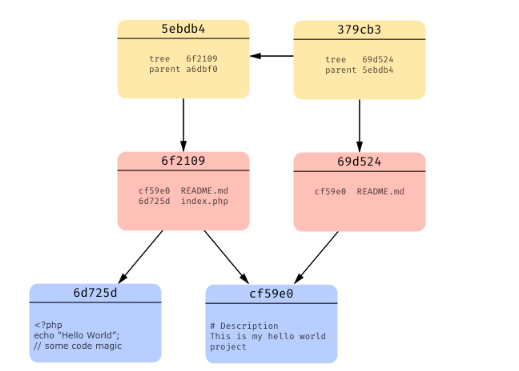 5ebdb4
tree 6f2109
parent a6dbf0
379cb3
tree 69d524
parent 5ebdb4
6f2109
cf59e0 README.md
6d725d index.php
69d524
cf59e0 README.md
6d725d
<?php
echo "Hello World";
// some code magic
cf59e0
# Description
This is my hello world
project